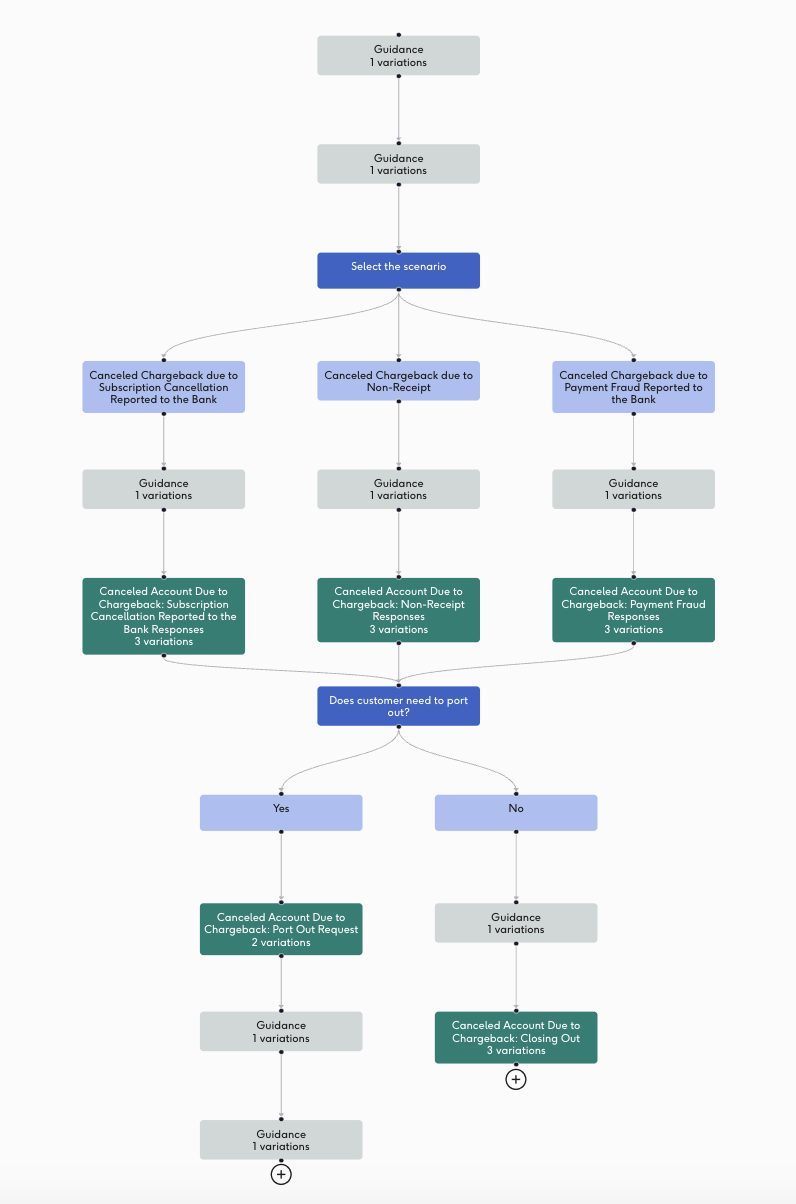 Guidance
1 variations
Guidance
1 variations
Select the scenario
Canceled Chargeback due to
Subscription Cancellation
Reported to the Bank
Canceled Chargeback due to
Non-Receipt
Canceled Chargeback due to
Payment Fraud Reported to
the Bank
Guidance
1 variations
Guidance
1 variations
Guidance
1 variations
Canceled Account Due to
Chargeback: Subscription
Cancellation Reported to the
Bank Responses
3 variations
Canceled Account Due to
Chargeback: Non-Receipt
Responses
3 variations
Canceled Account Due to
Chargeback: Payment Fraud
Responses
3 variations
Does customer need to port
out?
Yes
No
Canceled Account Due to
Chargeback: Port Out Request
2 variations
Guidance
1 variations
Guidance
1 variations
Canceled Account Due to
Chargeback: Closing Out
3 variations
Guidance
1 variations